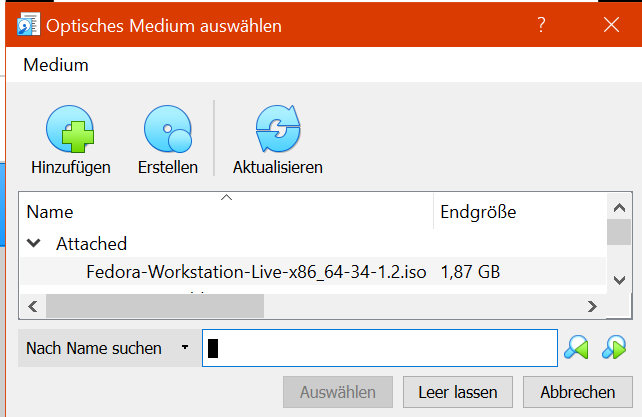 Optisches Medium auswählen
Medium
Hinzufügen Erstellen Aktualisieren
Name Endgröße
Attached
Fedora-Workstation-Live-x86_64-34-1.2.iso 1,87 GB
Nach Name suchen
Auswählen Leer lassen Abbrechen